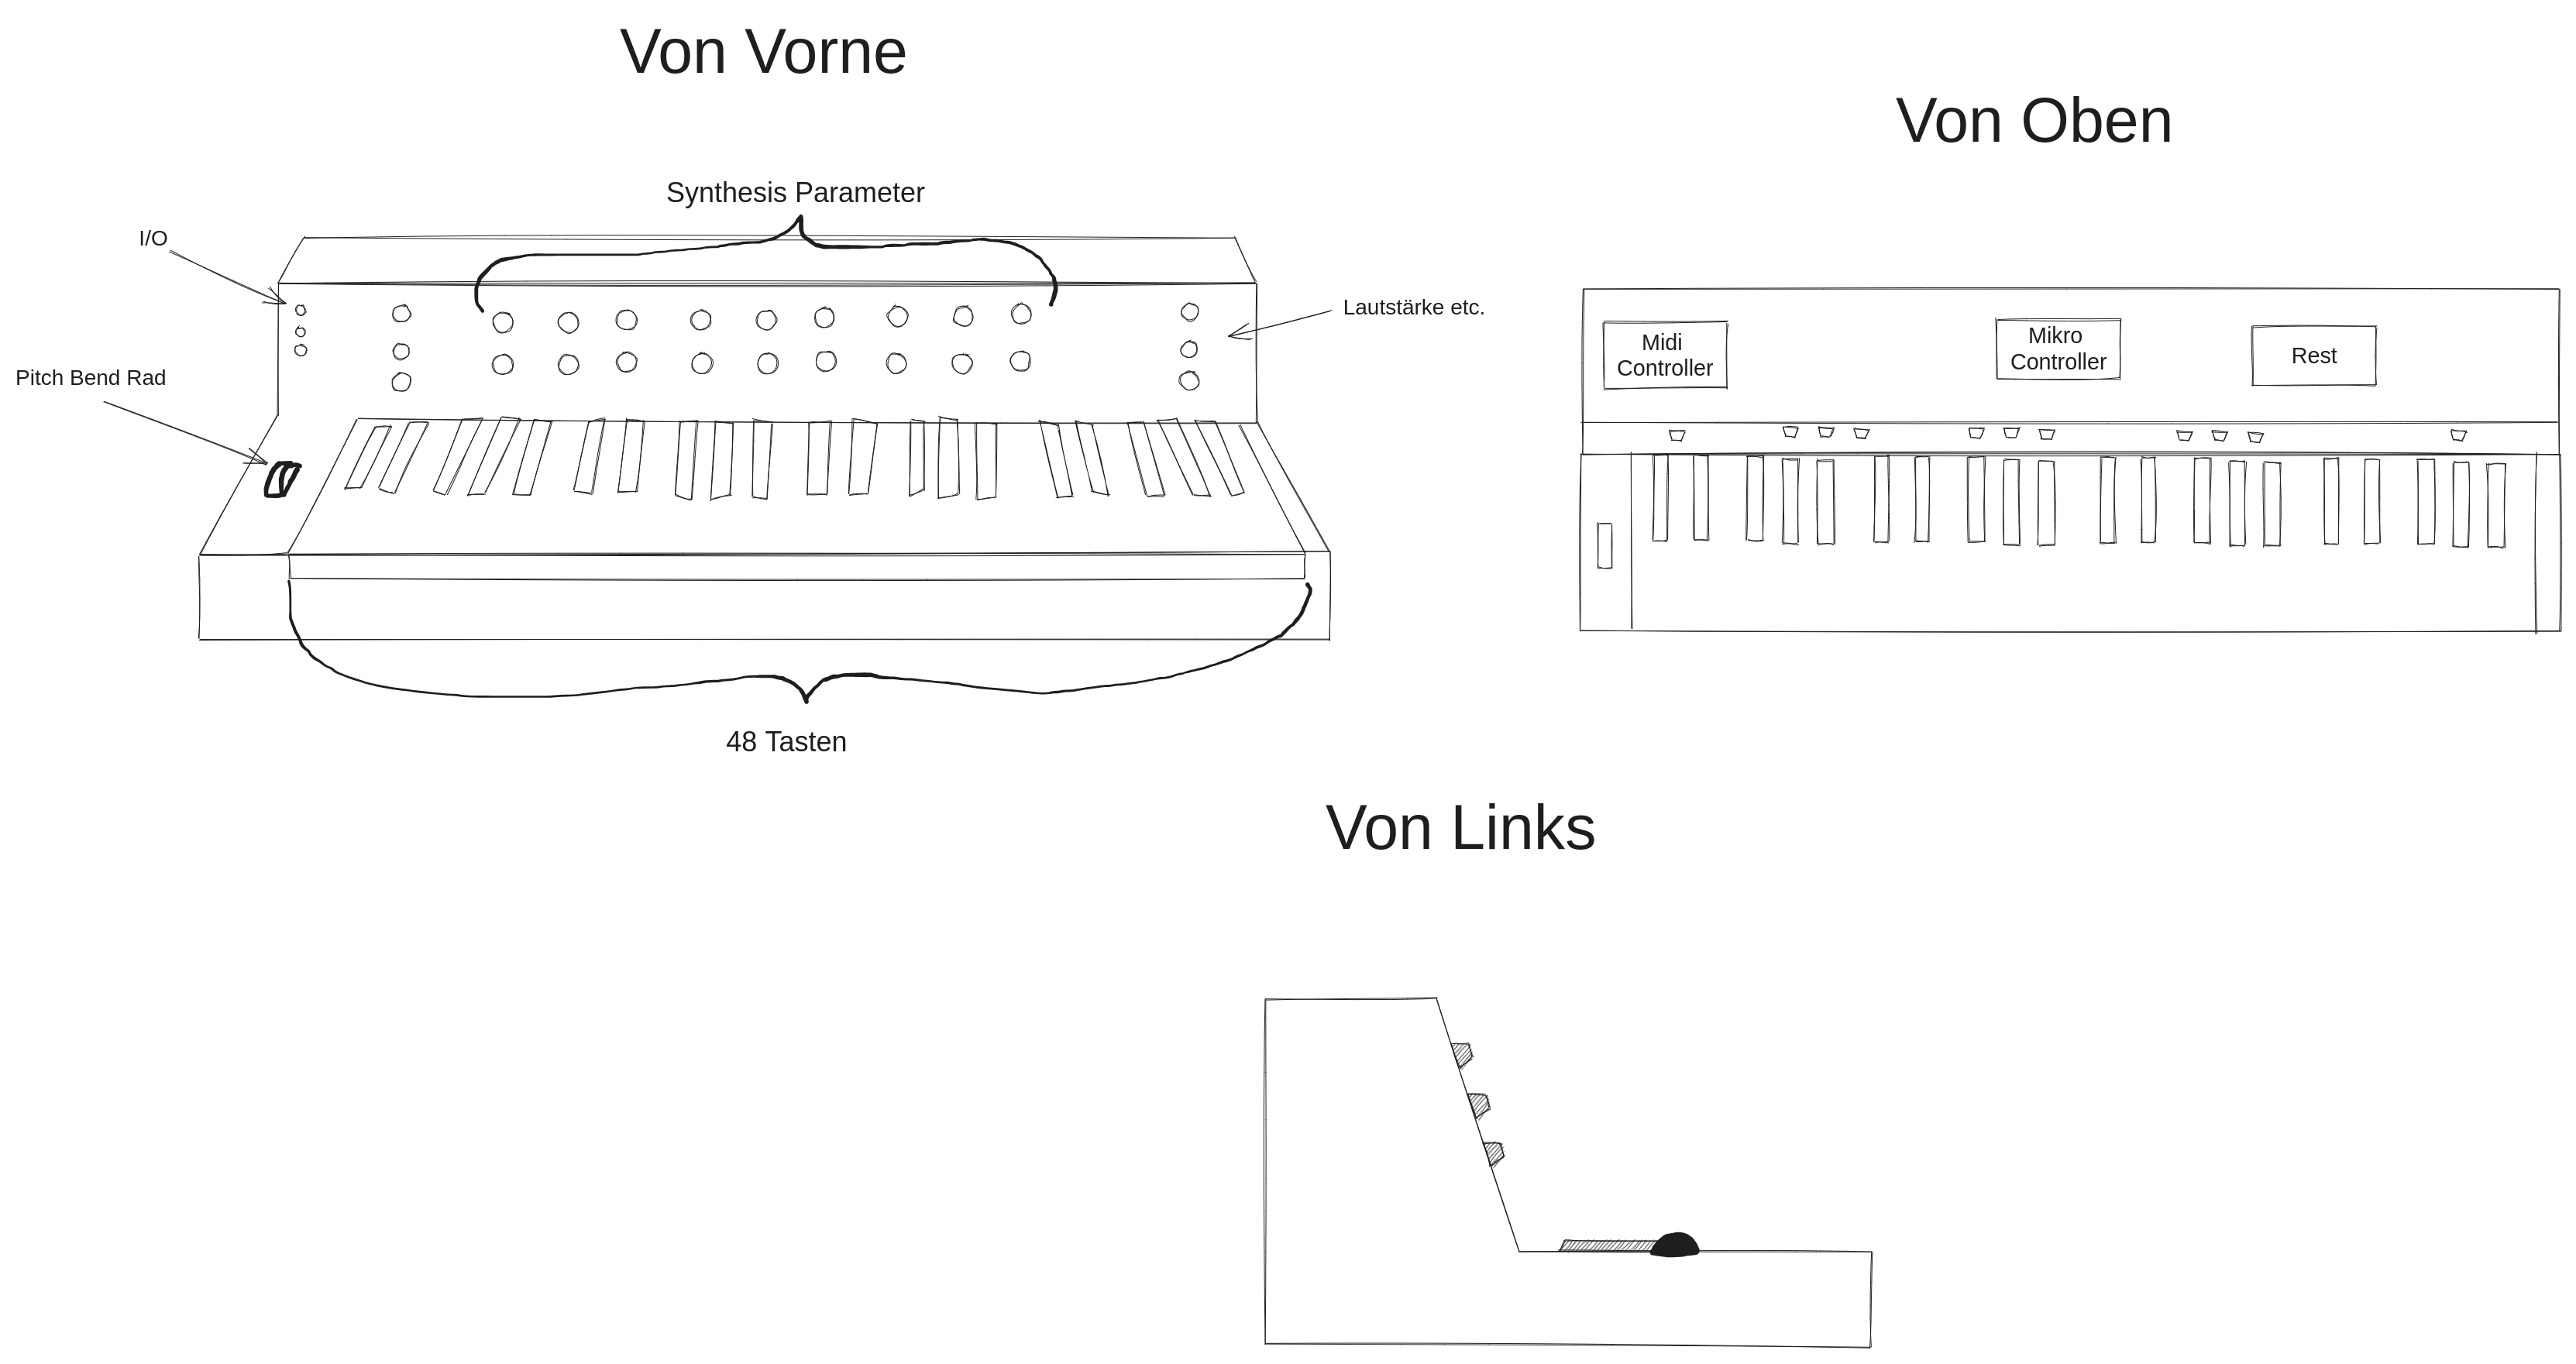 Von Vorne
Von Oben
Synthesis Parameter
I/O
Lautstärke etc.
Pitch Bend Rad
Midi
Controller
Mikro
Controller
Rest
48 Tasten
Von Links